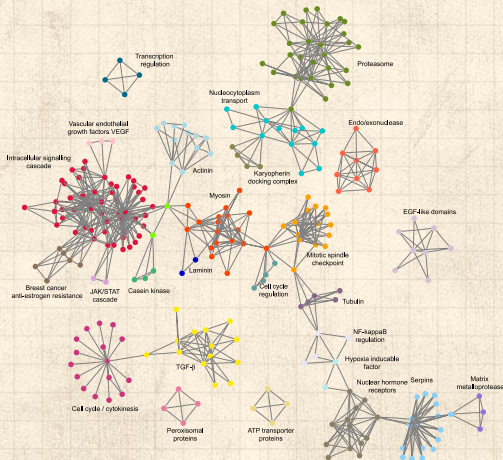 Transcription
regulation
Proteasome
Nucleocytoplasm
transport
Vascular endothelial
growth factors VEGF
Endo/exonuclease
Intracellular signalling
cascade
Actinin
Karyopherin
docking complex
Myosin
EGF-like domains
Mitotic spindle
checkpoint
Laminin
Breast cancer
anti-estrogen resistance
JAK/STAT
cascade
Casein kinase
Cell cycle
regulation
Tubulin
NF-kappaB
regulation
TGF-β
Hypoxia inducable
factor
Nuclear hormone
receptors
Serpins
Matrix
metalloprotease
Cell cycle / cytokinesis
Peroxisomal
proteins
ATP transporter
proteins